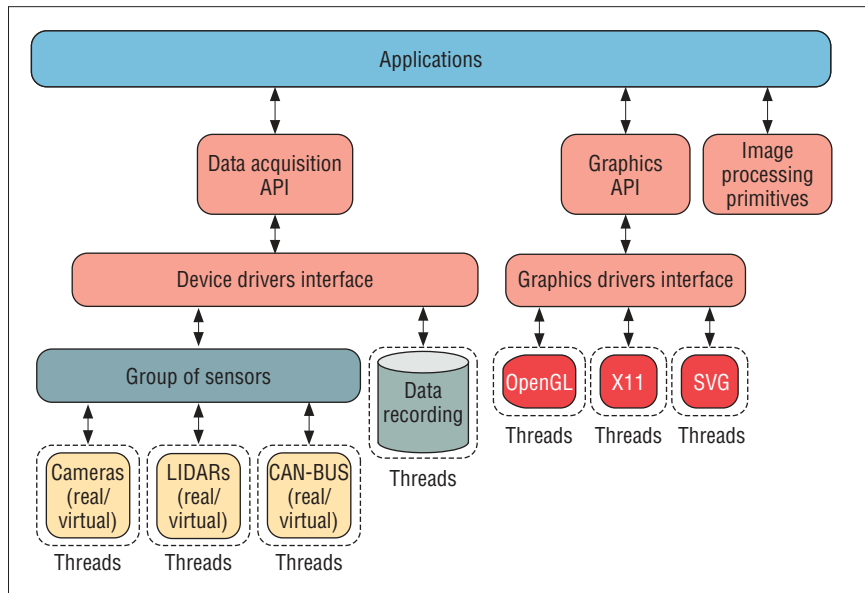 Applications
Data acquisition
API
Graphics
API
Image
processing
primitives
Device drivers interface
Graphics drivers interface
Group of sensors
Data
recording
Threads
OpenGL
Threads
X11
Threads
SVG
Threads
Cameras
(real/
virtual)
Threads
LIDARs
(real/
virtual)
Threads
CAN-BUS
(real/
virtual)
Threads